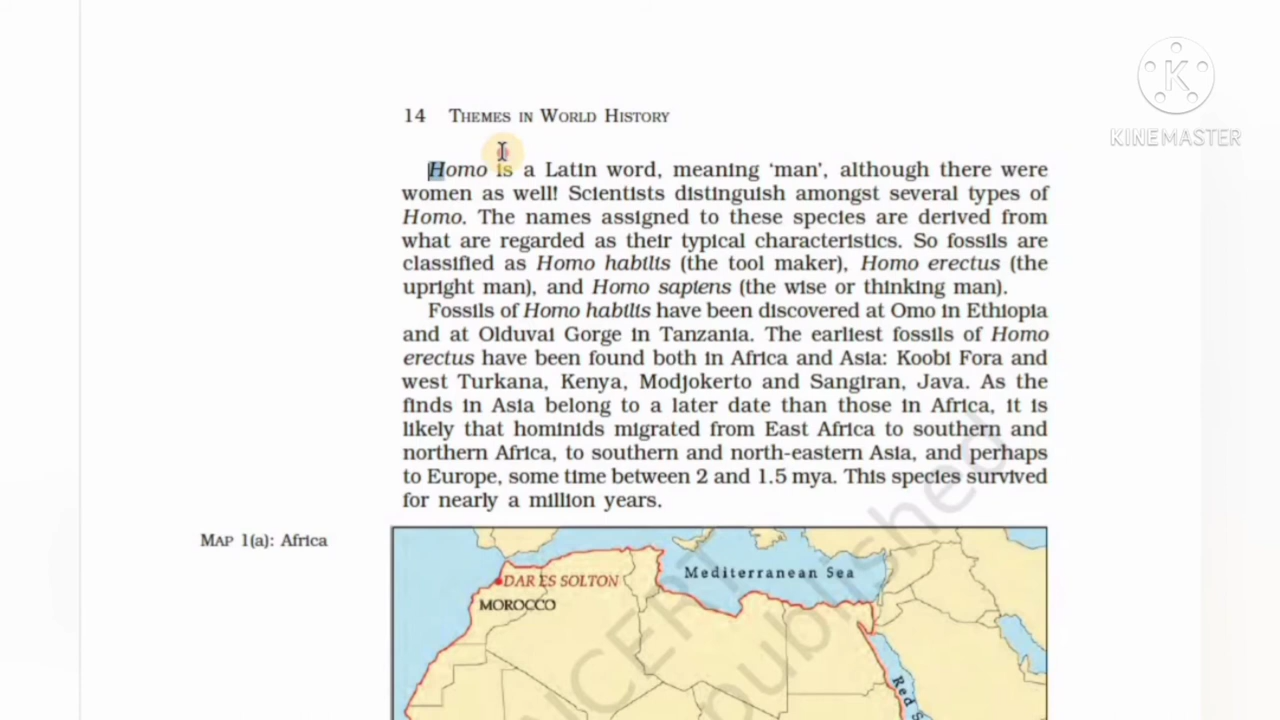 KINEMASTER
14 THEMES IN WORLD HISTORY
Homo is a Latin word, meaning ‘man’, although there were
women as well! Scientists distinguish amongst several types of
Homo. The names assigned to these species are derived from
what are regarded as their typical characteristics. So fossils are
classified as Homo habilis (the tool maker), Homo erectus (the
upright man), and Homo sapiens (the wise or thinking man).
Fossils of Homo habilis have been discovered at Omo in Ethiopia
and at Olduvai Gorge in Tanzania. The earliest fossils of Homo
erectus have been found both in Africa and Asia: Koobi Fora and
west Turkana, Kenya, Modjokerto and Sangiran, Java. As the
finds in Asia belong to a later date than those in Africa, it is
likely that hominids migrated from East Africa to southern and
northern Africa, to southern and north-eastern Asia, and perhaps
to Europe, some time between 2 and 1.5 mya. This species survived
for nearly a million years.
MAP 1(a): Africa
Mediterranean Sea
DAR ES SOLTON
MOROCCO
Red S
NCERT
published